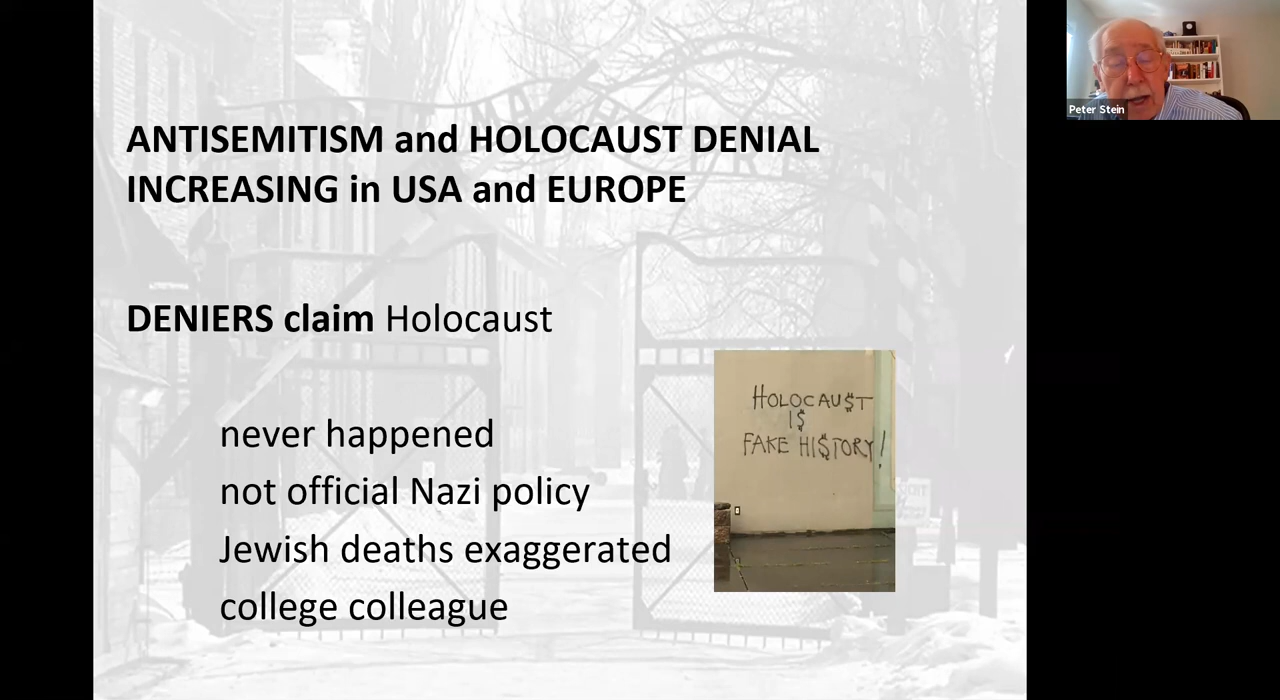 ANTISEMITISM and HOLOCAUST DENIAL
INCREASING in USA and EUROPE
DENIERS claim Holocaust
never happened
not official Nazi policy
Jewish deaths exaggerated
college colleague
HOLOCAU$T
I$
FAKE HI$TORY!
Peter Stein